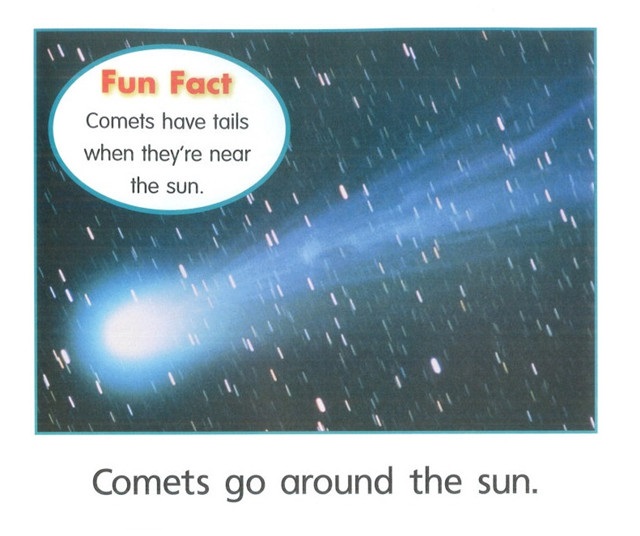 Fun Fact
Comets have tails
when they're near
the sun.
Comets go around the sun.